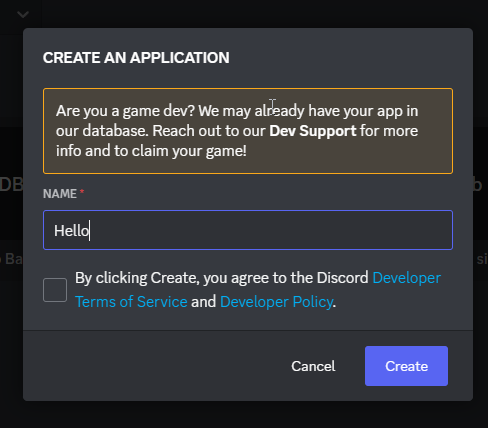 CREATE AN APPLICATION
Are you a game dev? We may already have your app in
our database. Reach out to our Dev Support for more
info and to claim your game!
NAME *
Hello
By clicking Create, you agree to the Discord Developer
Terms of Service and Developer Policy.
Cancel
Create